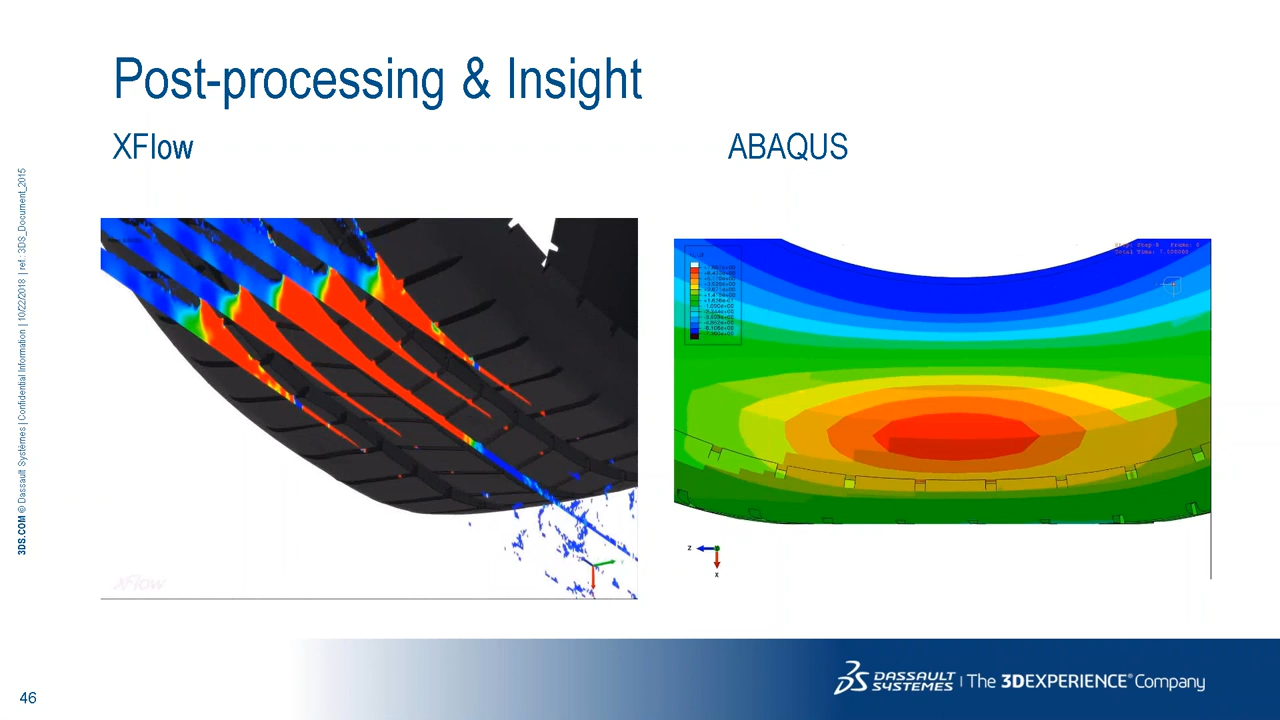 Post-processing & Insight
XFlow
ABAQUS
3DS.COM © Dassault Systèmes | Confidential Information | 10/22/2018 | ref.: 3DS_Document_2015
Z
X
XFlow
46
DASSAULT
SYSTEMES
The 3DEXPERIENCE® Company